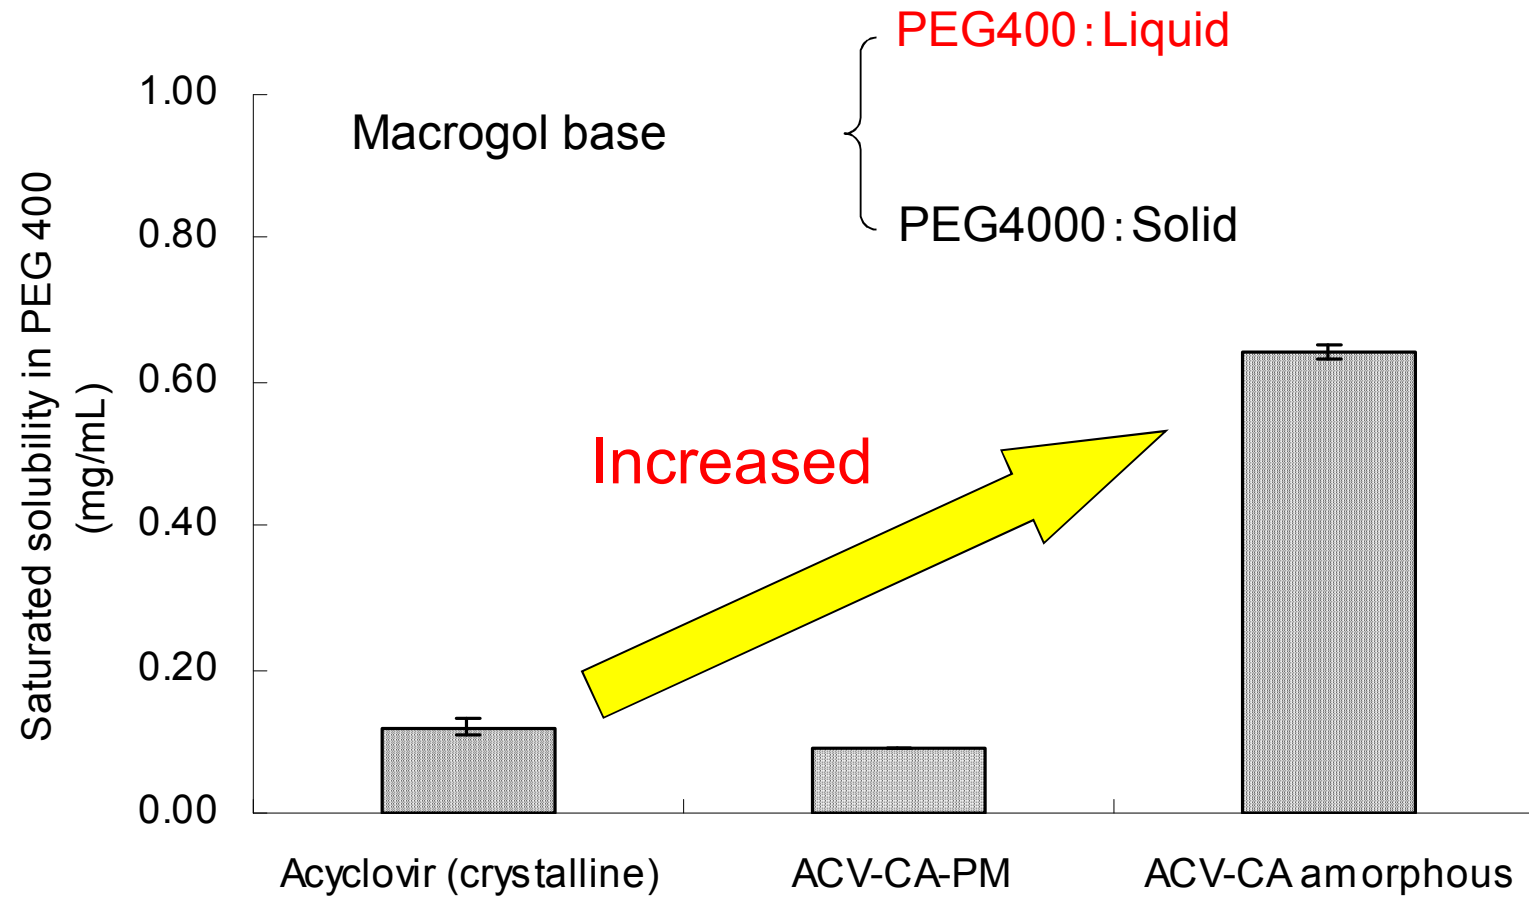 PEG400：Liquid
Macrogol base
PEG4000：Solid
Saturated solubility in PEG 400
(mg/mL)
1.00
0.80
0.60
0.40
0.20
0.00
Increased
Acyclovir (crystalline)
ACV-CA-PM
ACV-CA amorphous